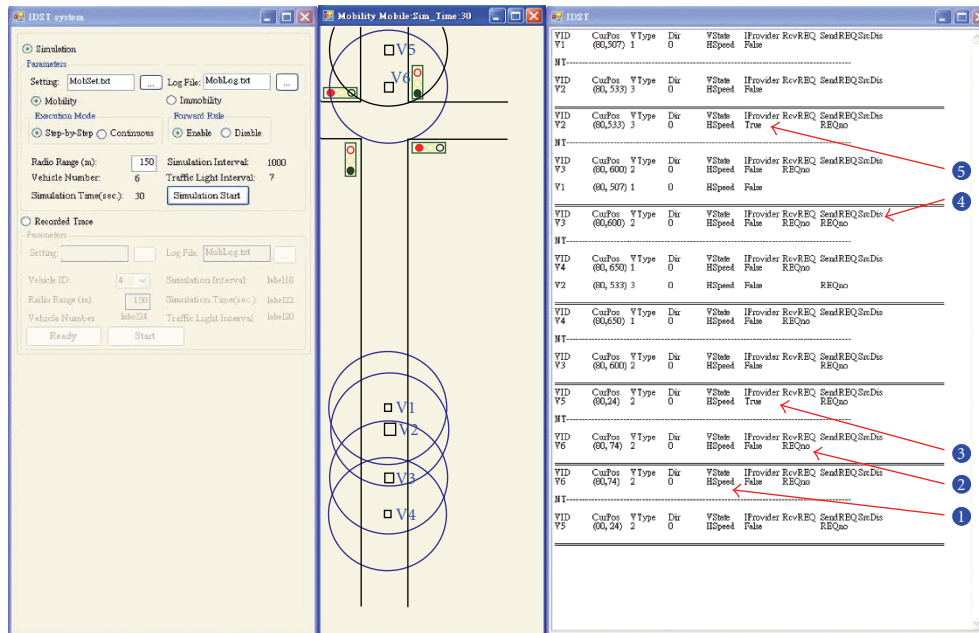 IDST system
Simulation
Parameters
Setting: MobSet.txt ... Log File: MobLog.txt ...
Mobility Immobility
Execution Mode Forward Rule
Step-by-Step Continuous Enable Disable
Radio Range (m): 150 Simulation Interval: 1000
Vehicle Number: 6 Traffic Light Interval: 7
Simulation Time(sec.): 30 Simulation Start
Recorded Trace
Parameters
Setting: ... Log File: MobLog.txt ...
Vehicle ID: 4 Simulation Interval: label18
Radio Range (m): 150 Simulation Time(sec.): label22
Vehicle Number label24 Traffic Light Interval label20
Ready Start
Mobility Mobile:Sim_Time:30
V5
V6
V1
V2
V3
V4
IDST
VID CurPos VType Dir VState IProvider RcvREQ SendREQ SrcDis
V1 (80,507) 1 0 HSpeed False
NT
VID CurPos VType Dir VState IProvider RcvREQ SendREQ SrcDis
V2 (80, 533) 3 0 HSpeed False
VID CurPos VType Dir VState IProvider RcvREQ SendREQ SrcDis
V2 (80,533) 3 0 HSpeed True REQno
NT
VID CurPos VType Dir VState IProvider RcvREQ SendREQ SrcDis
V3 (80, 600) 2 0 HSpeed False REQno
V1 (80, 507) 1 0 HSpeed False
VID CurPos VType Dir VState IProvider RcvREQ SendREQ SrcDis
V3 (80,600) 2 0 HSpeed False REQno REQno
NT
VID CurPos VType Dir VState IProvider RcvREQ SendREQ SrcDis
V4 (80, 650) 1 0 HSpeed False REQno
V2 (80, 533) 3 0 HSpeed False REQno
VID CurPos VType Dir VState IProvider RcvREQ SendREQ SrcDis
V4 (80,650) 1 0 HSpeed False REQno
NT
VID CurPos VType Dir VState IProvider RcvREQ SendREQ SrcDis
V3 (80, 600) 2 0 HSpeed False REQno
VID CurPos VType Dir VState IProvider RcvREQ SendREQ SrcDis
V5 (80,24) 2 0 HSpeed True REQno
NT
VID CurPos VType Dir VState IProvider RcvREQ SendREQ SrcDis
V6 (80, 74) 2 0 HSpeed False REQno
VID CurPos VType Dir VState IProvider RcvREQ SendREQ SrcDis
V6 (80,74) 2 0 HSpeed False REQno
NT
VID CurPos VType Dir VState IProvider RcvREQ SendREQ SrcDis
V5 (80, 24) 2 0 HSpeed False REQno
5
4
3
2
1